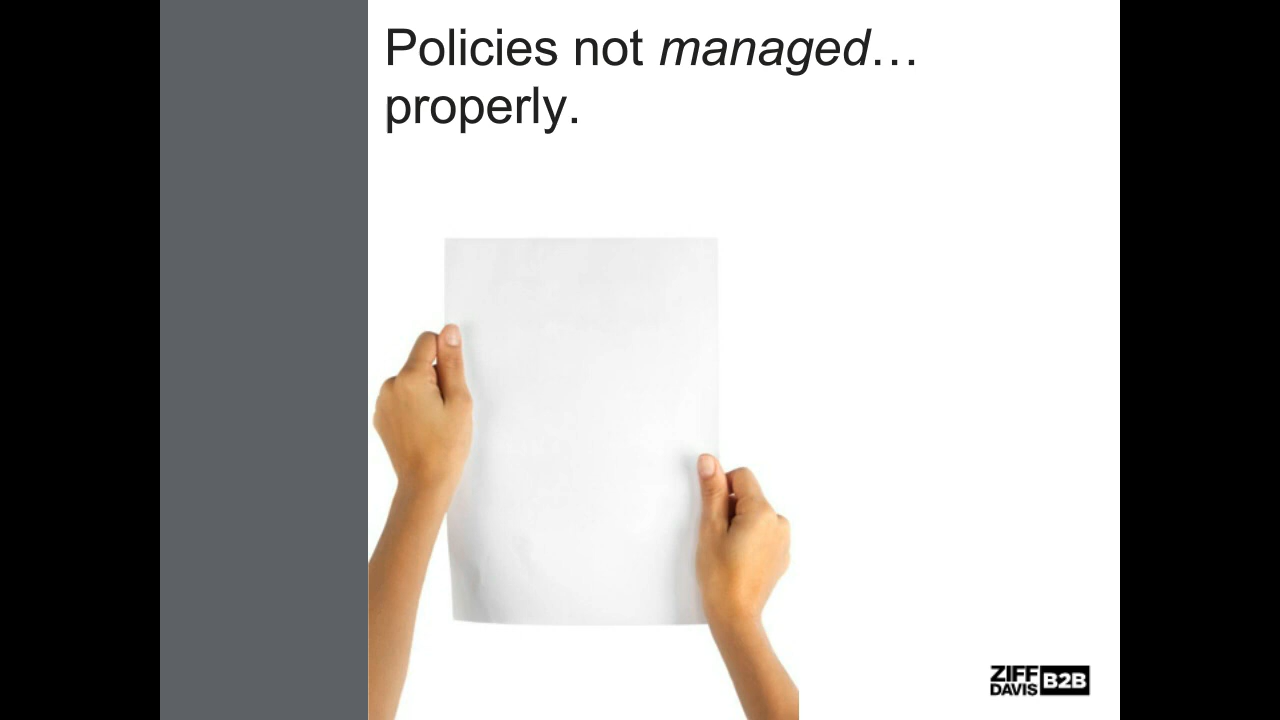 Policies not managed…
properly.
ZIFF
DAVIS B2B